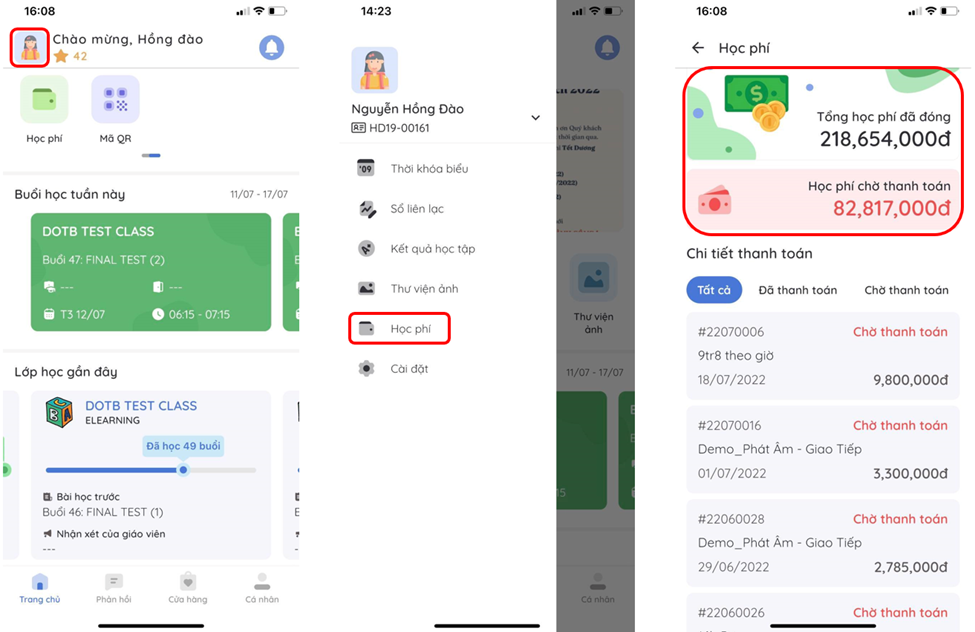 16:08
Chào mừng, Hồng đào
42
Học phí
Mã QR
Buổi học tuần này
11/07 - 17/07
DOTB TEST CLASS
Buổi 47: FINAL TEST (2)
---
---
T3 12/07
06:15 - 07:15
Lớp học gần đây
DOTB TEST CLASS
ELEARNING
Đã học 49 buổi
Bài học trước
Buổi 46: FINAL TEST (1)
Nhận xét của giáo viên
---
Trang chủ
Phản hồi
Cửa hàng
Cá nhân
14:23
Nguyễn Hồng Đào
HD19-00161
Thời khóa biểu
Sổ liên lạc
Kết quả học tập
Thư viện ảnh
Học phí
Cài đặt
2022
Quý khách
thời gian qua.
Tết Dương
/2022)
Thư viện
ảnh
11/07 - 17/07
Cá nhân
16:08
Học phí
Tổng học phí đã đóng
218,654,000đ
Học phí chờ thanh toán
82,817,000đ
Chi tiết thanh toán
Tất cả
Đã thanh toán
Chờ thanh toán
#22070006
Chờ thanh toán
9tr8 theo giờ
18/07/2022
9,800,000đ
#22070016
Chờ thanh toán
Demo_Phát Âm - Giao Tiếp
01/07/2022
3,300,000đ
#22060028
Chờ thanh toán
Demo_Phát Âm - Giao Tiếp
29/06/2022
2,785,000đ
#22060026
Chờ thanh toán